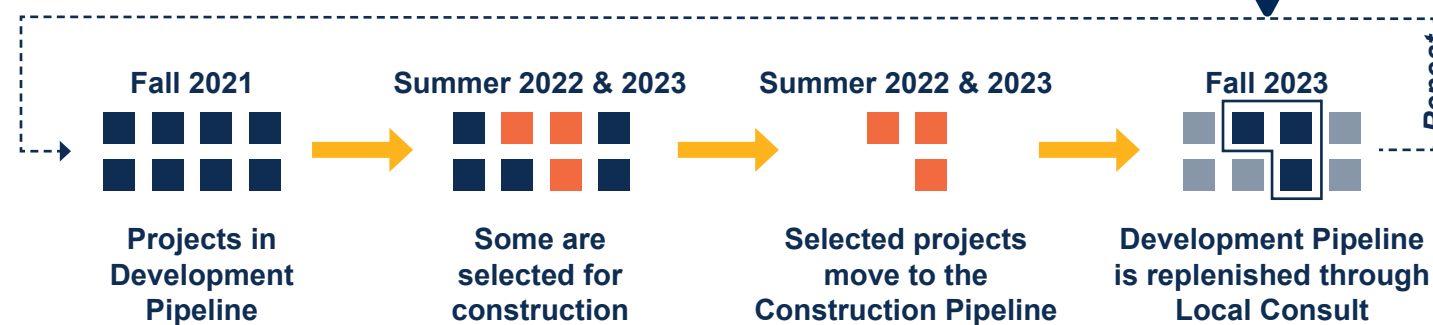 Fall 2021
Projects in
Development
Pipeline
Summer 2022 & 2023
Some are
selected for
construction
Summer 2022 & 2023
Selected projects
move to the
Construction Pipeline
Fall 2023
Development Pipeline
is replenished through
Local Consult
Repeat